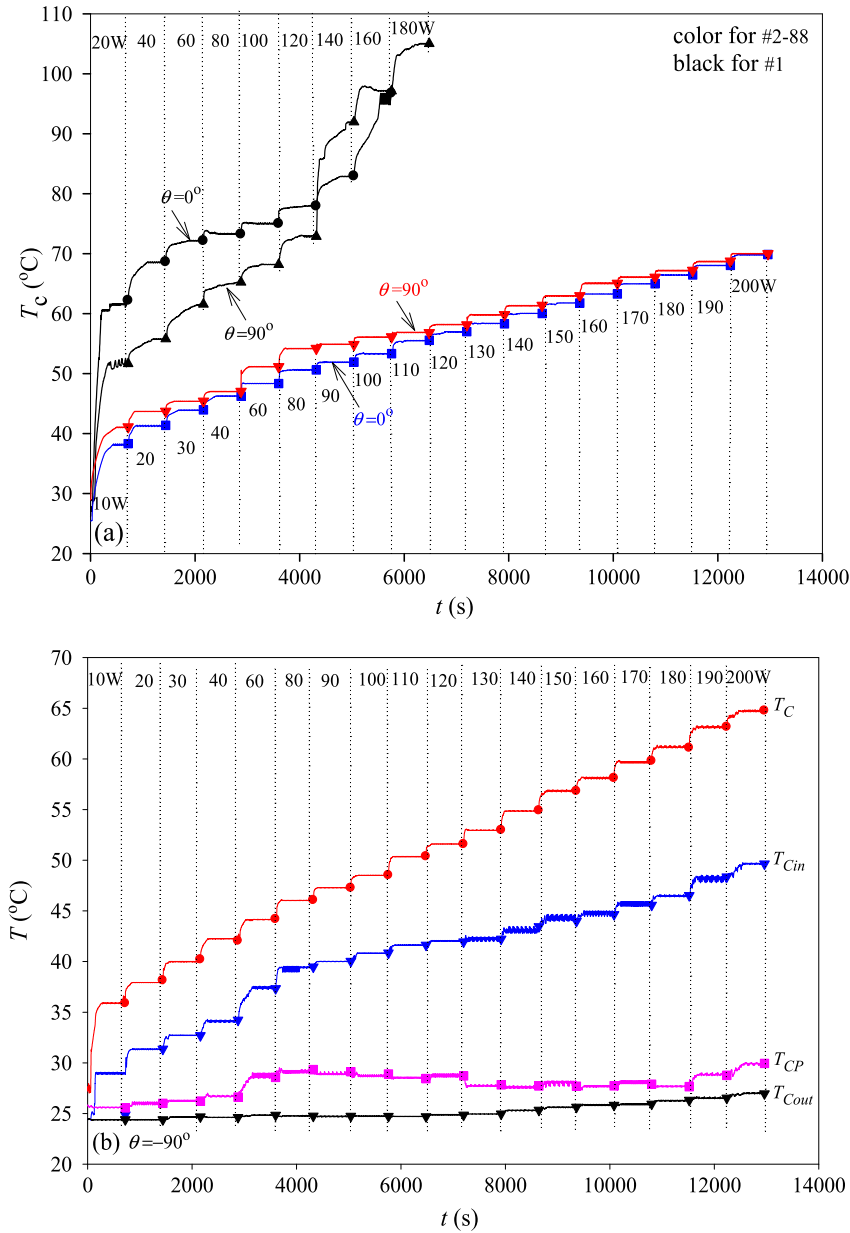 110
100
90
80
70
60
50
40
30
20
T_c (°C)
20W 40 60 80 100 120 140 160 180W
color for #2-88
black for #1
θ=0°
θ=90°
θ=90°
θ=0°
10W 20 30 40 60 80 90 100 110 120 130 140 150 160 170 180 190 200W
(a)
0 2000 4000 6000 8000 10000 12000 14000
t (s)
70
65
60
55
50
45
40
35
30
25
20
T (°C)
10W 20 30 40 60 80 90 100 110 120 130 140 150 160 170 180 190 200W
T_C
T_Cin
T_CP
T_Cout
(b) θ=−90°
0 2000 4000 6000 8000 10000 12000 14000
t (s)